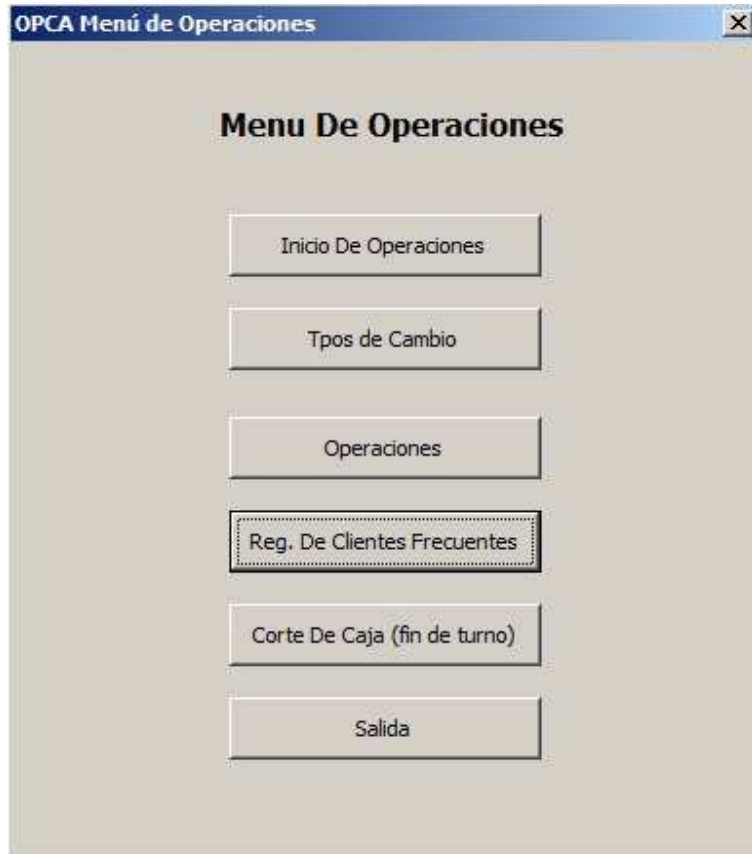 OPCA Menú de Operaciones
Menu De Operaciones
Inicio De Operaciones
Tpos de Cambio
Operaciones
Reg. De Clientes Frecuentes
Corte De Caja (fin de turno)
Salida